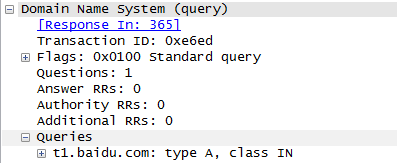 Domain Name System (query)
[Response In: 365]
Transaction ID: 0xe6ed
Flags: 0x0100 Standard query
Questions: 1
Answer RRs: 0
Authority RRs: 0
Additional RRs: 0
Queries
t1.baidu.com: type A, class IN